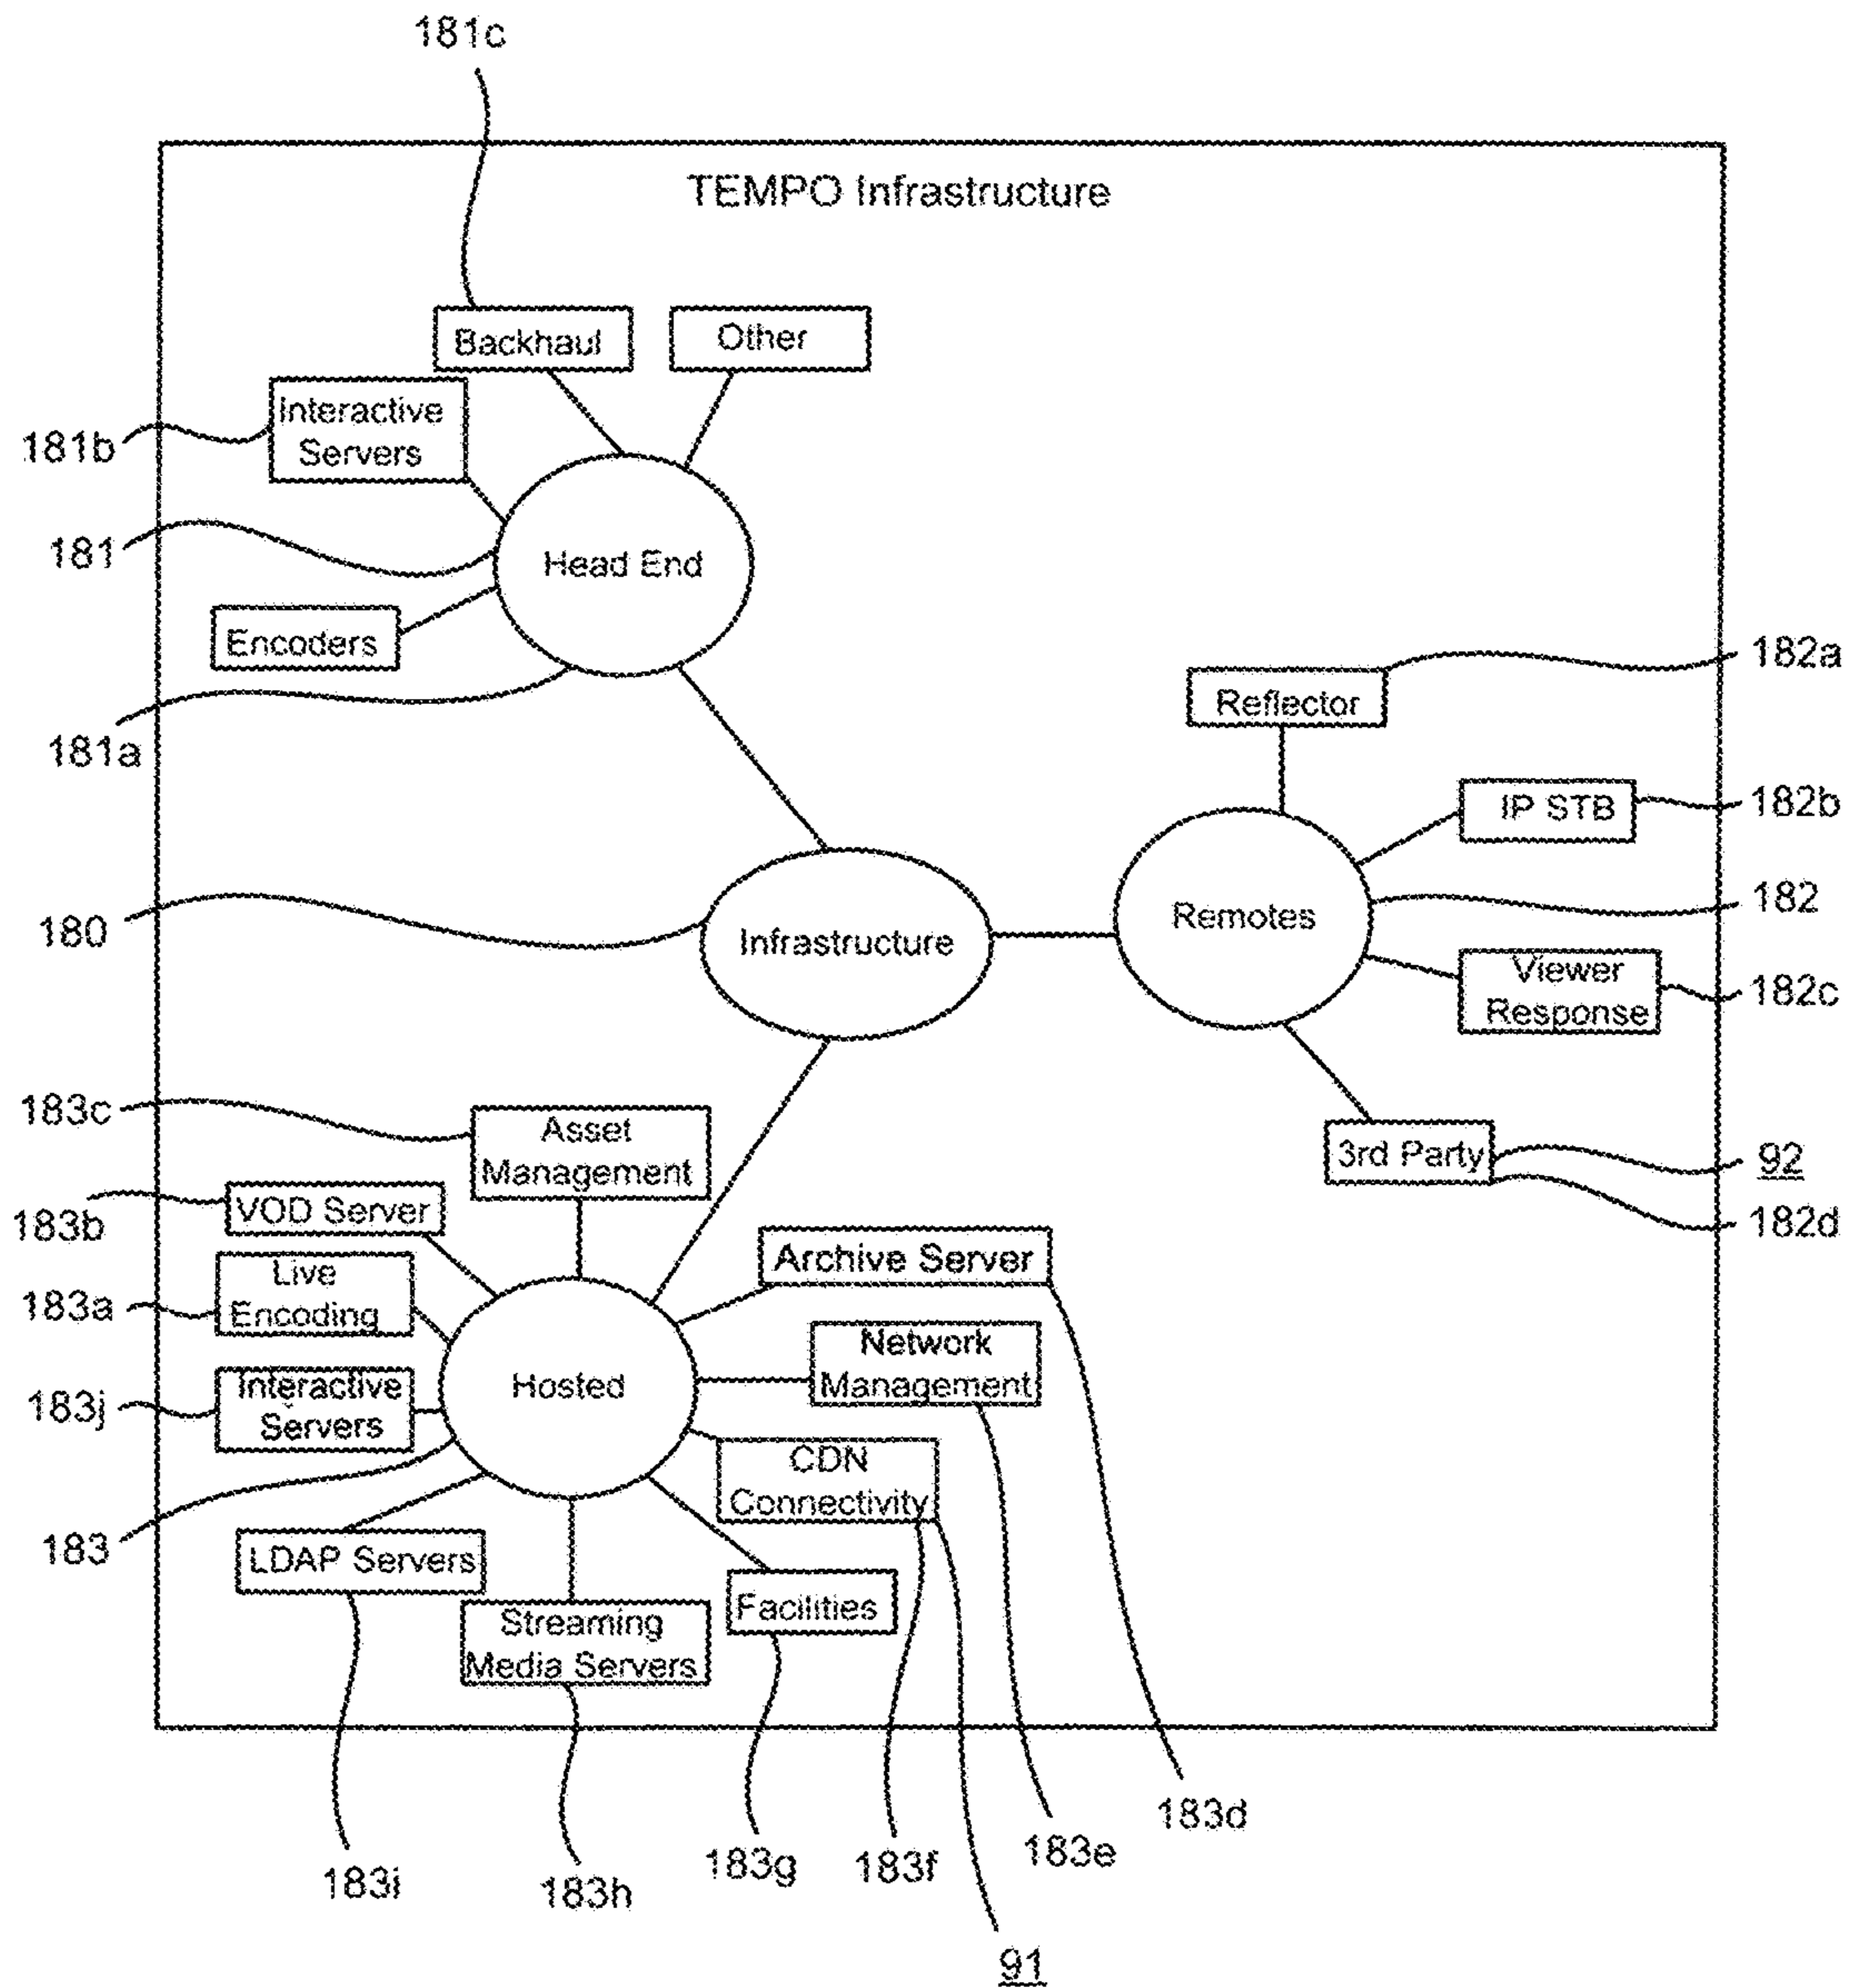 181c
TEMPO Infrastructure
Backhaul
Other
Interactive
Servers
181b
181
Head End
Encoders
181a
Reflector
182a
IP STB
182b
180
Infrastructure
Remotes
182
Viewer
Response
182c
3rd Party
92
182d
183c
Asset
Management
183b
VOD Server
Archive Server
183a
Live
Encoding
Network
Management
183j
Interactive
Servers
Hosted
CDN
Connectivity
183
LDAP Servers
Facilities
Streaming
Media Servers
183i
183h
183g
183f
183e
183d
91